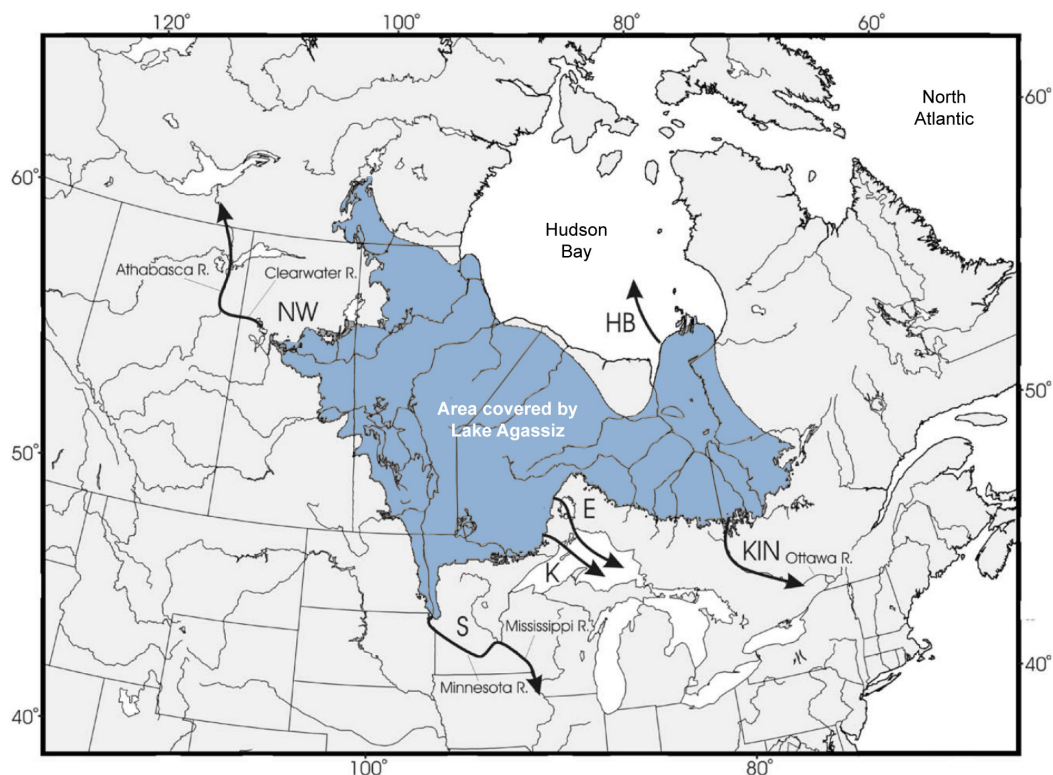 120°
100°
80°
60°
60°
North
Atlantic
60°
Hudson
Bay
Athabasca R.
Clearwater R.
NW
HB
50°
Area covered by
Lake Agassiz
50°
E
KIN
Ottawa R.
K
S
Mississippi R.
40°
Minnesota R.
40°
100°
80°